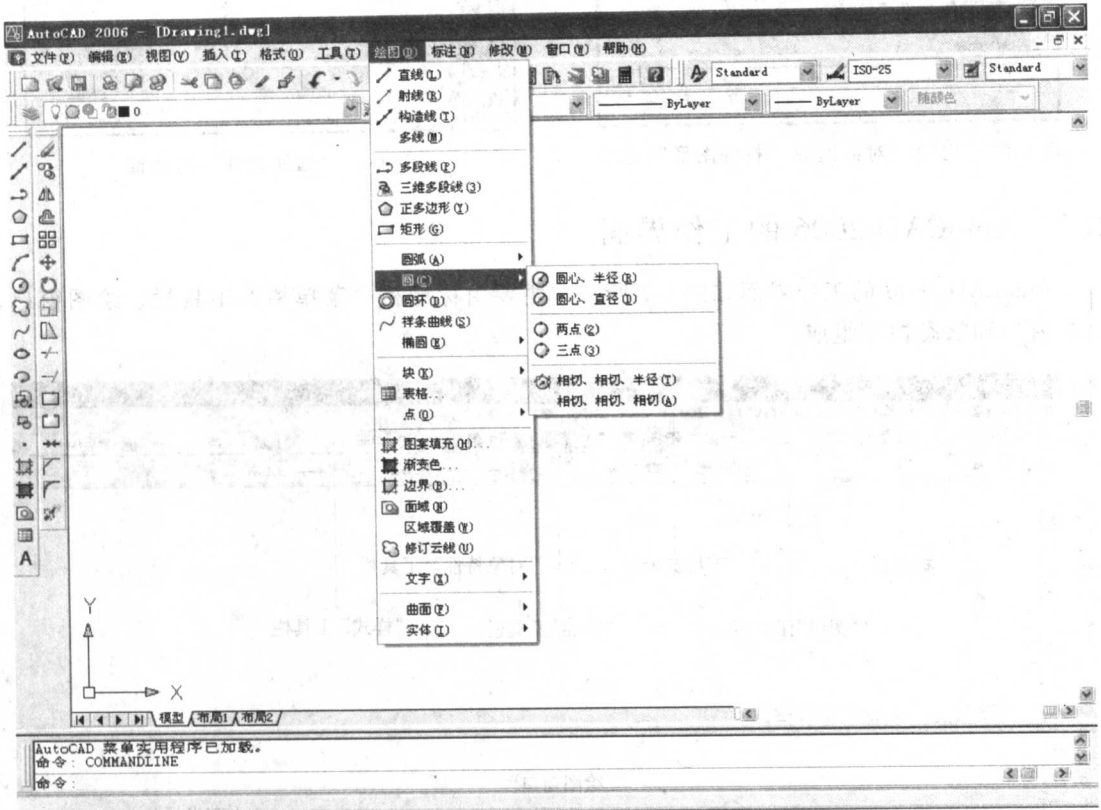 AutoCAD 2006 - [Drawing1.dwg]
文件(F) 编辑(E) 视图(V) 插入(I) 格式(O) 工具(T) 绘图(D) 标注(N) 修改(M) 窗口(W) 帮助(H)
Standard ISO-25 Standard
0 ByLayer ByLayer 随颜色
直线(L)
射线(R)
构造线(T)
多线(M)
多段线(P)
三维多段线(3)
正多边形(Y)
矩形(G)
圆弧(A)
圆(C)
圆环(D)
样条曲线(S)
椭圆(E)
块(K)
表格...
点(O)
图案填充(H)...
渐变色...
边界(B)...
面域(N)
区域覆盖(W)
修订云线(U)
文字(X)
曲面(F)
实体(I)
圆心、半径(R)
圆心、直径(D)
两点(2)
三点(3)
相切、相切、半径(T)
相切、相切、相切(A)
A
Y
X
模型 布局1 布局2
AutoCAD 菜单实用程序已加载。
命令: COMMANDLINE
命令: